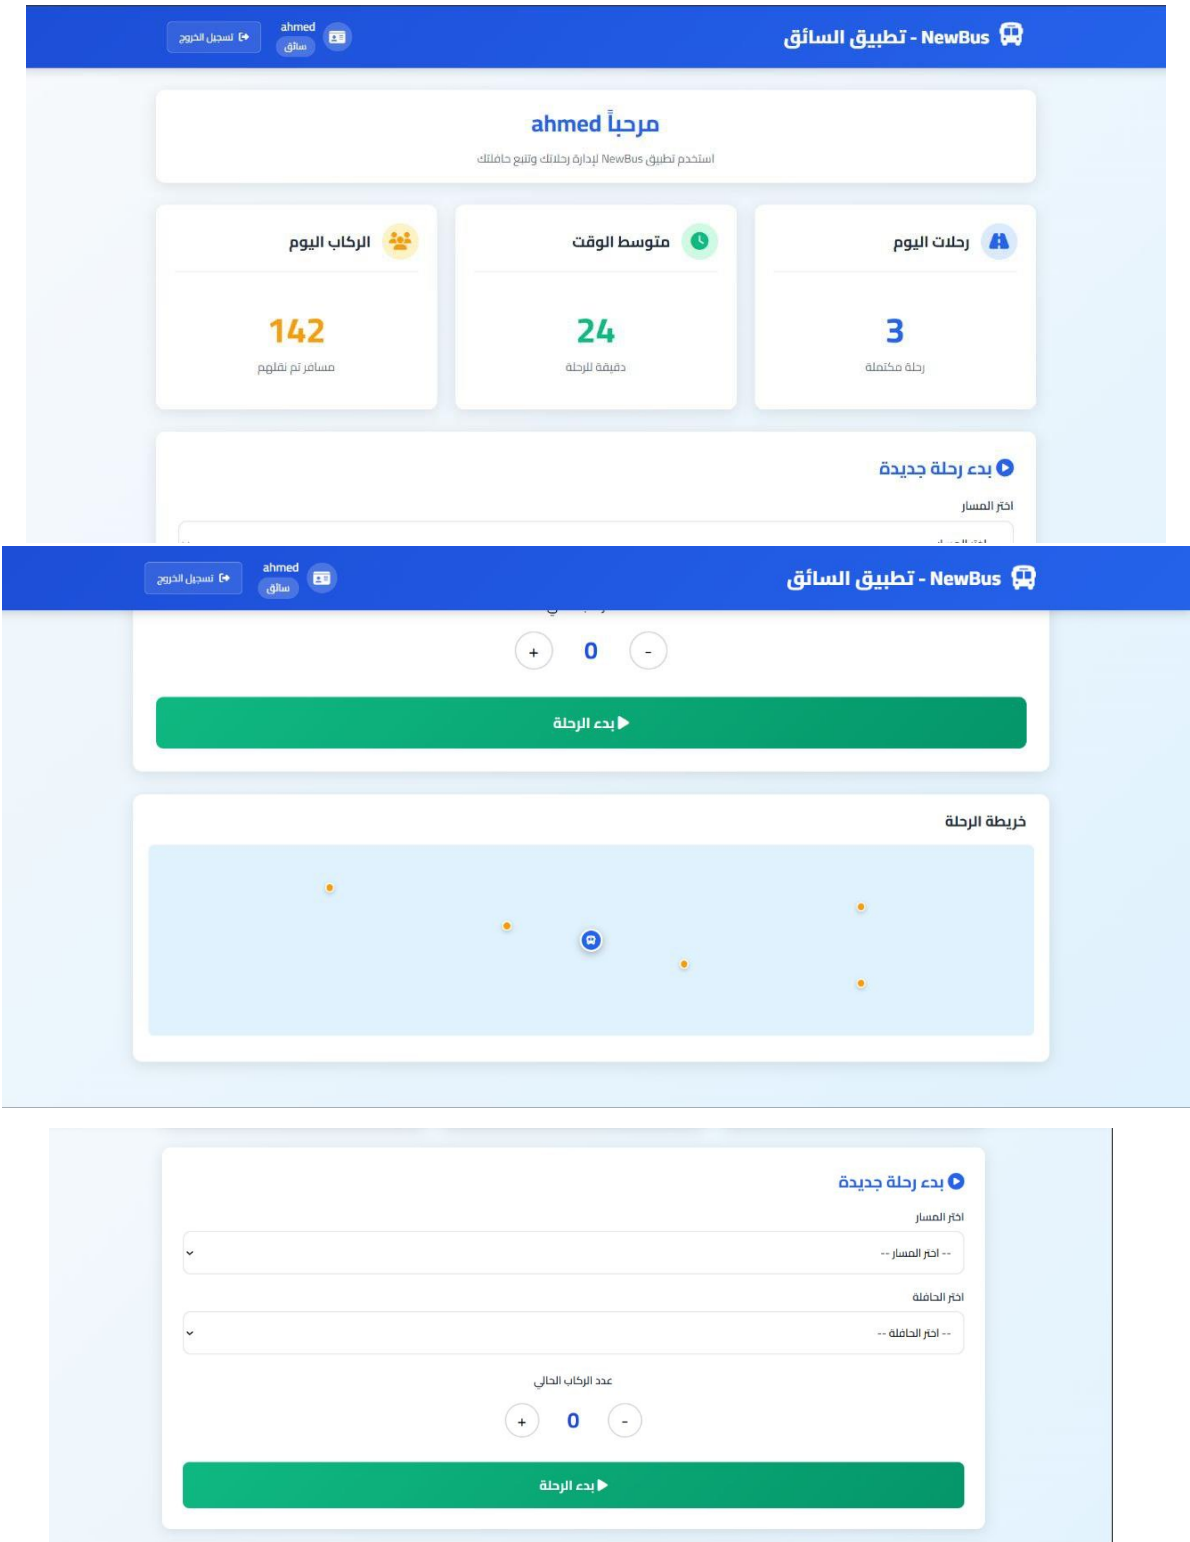 NewBus - تطبيق السائق
ahmed
سائق
تسجيل الخروج
مرحباً ahmed
استخدم تطبيق NewBus لإدارة رحلاتك وتتبع حافلتك
رحلات اليوم
3
رحلة مكتملة
متوسط الوقت
24
دقيقة للرحلة
الركاب اليوم
142
مسافر تم نقلهم
بدء رحلة جديدة
اختر المسار
NewBus - تطبيق السائق
ahmed
سائق
تسجيل الخروج
- 0 +
بدء الرحلة
خريطة الرحلة
بدء رحلة جديدة
اختر المسار
-- اختر المسار --
اختر الحافلة
-- اختر الحافلة --
عدد الركاب الحالي
- 0 +
بدء الرحلة